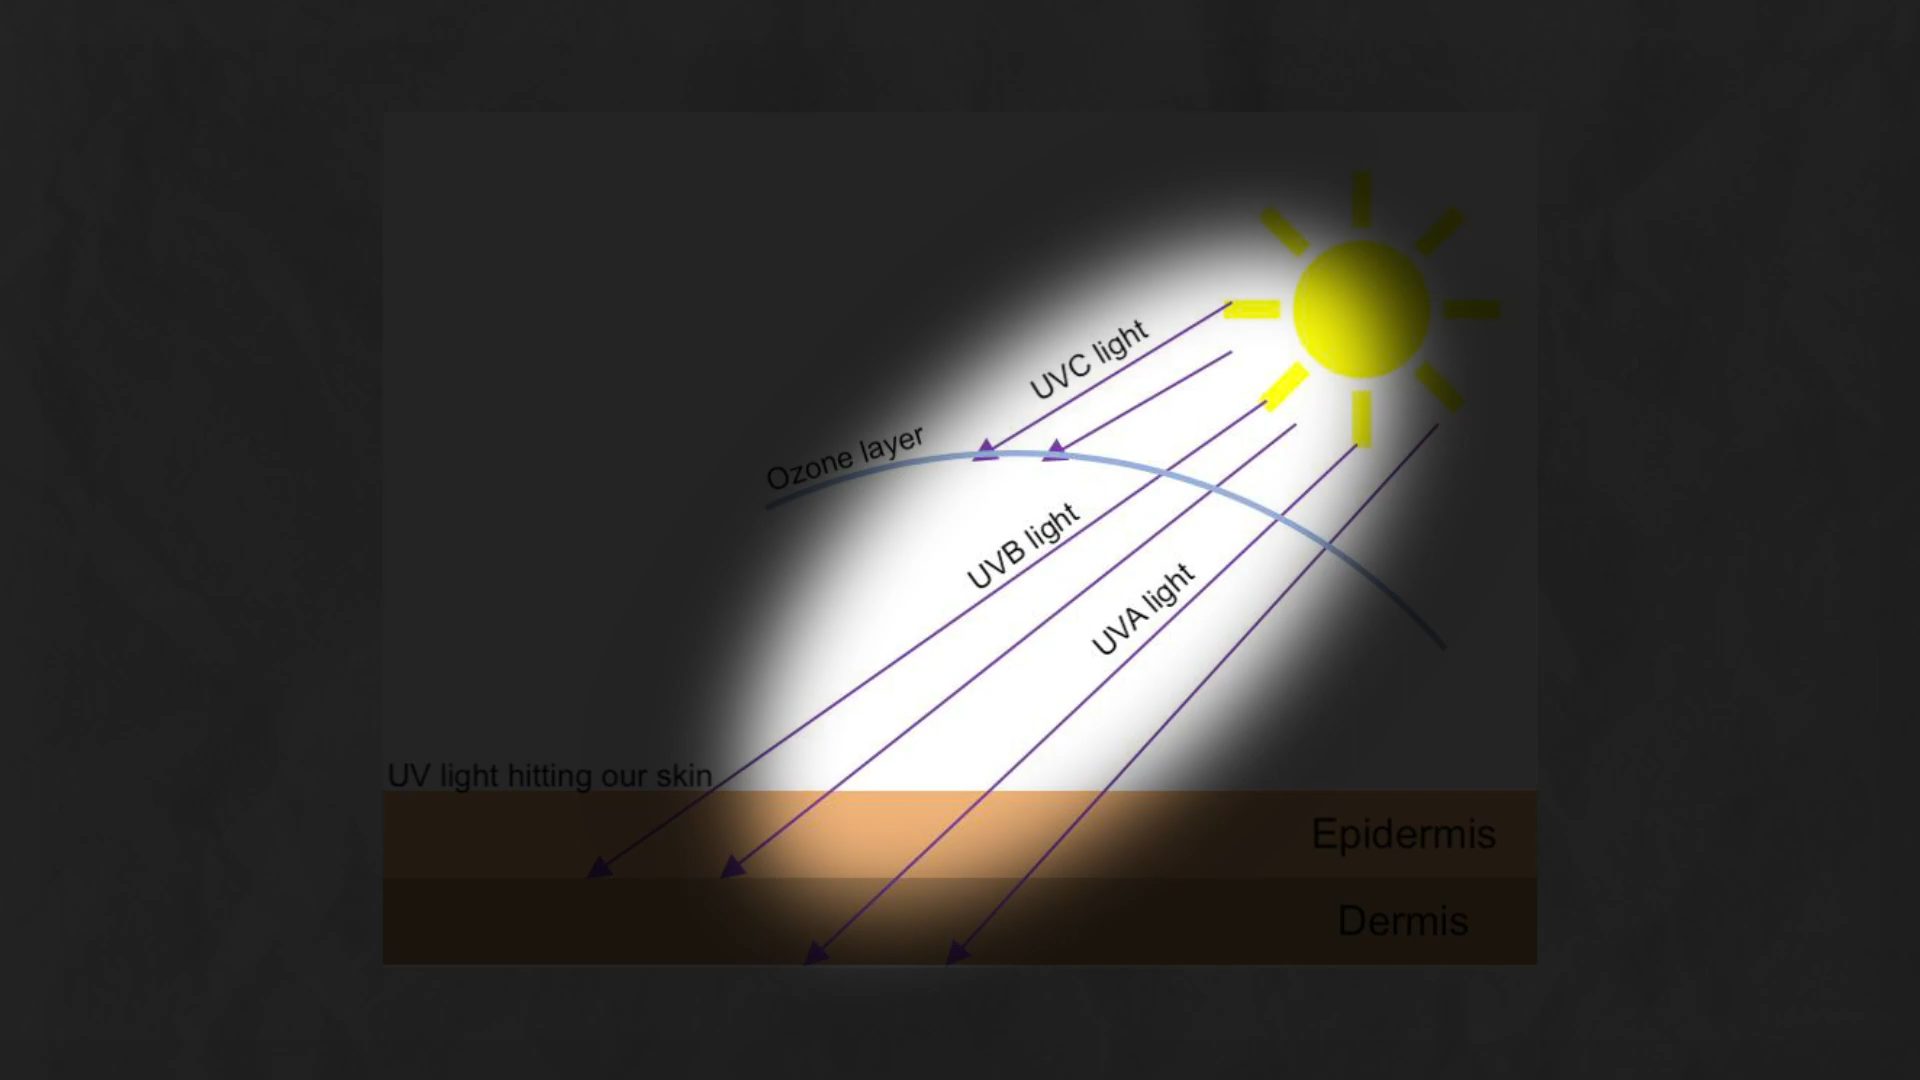 UVC light
Ozone layer
UVB light
UVA light
UV light hitting our skin
Epidermis
Dermis